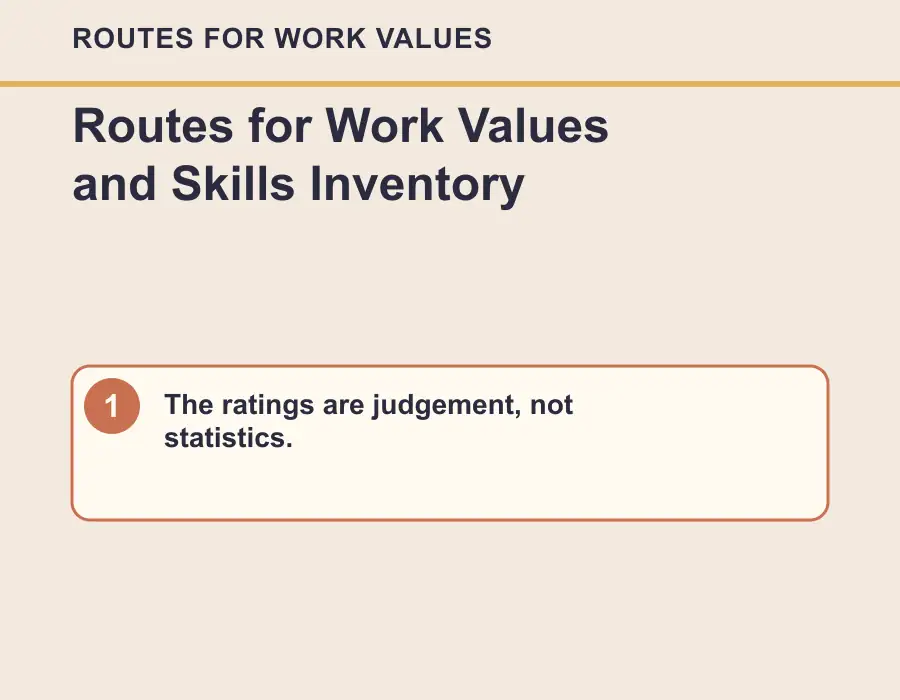 ROUTES FOR WORK VALUES
Routes for Work Values
and Skills Inventory
1
The ratings are judgement, not
statistics.